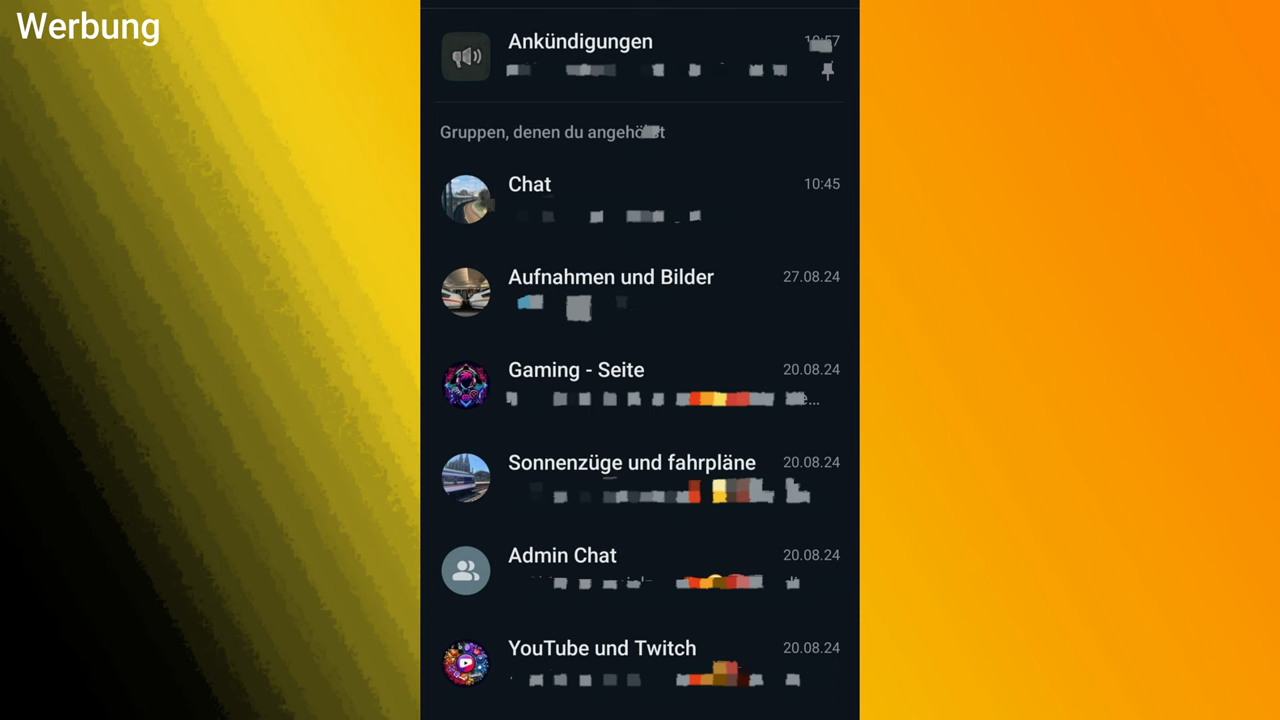 Werbung
Ankündigungen
Gruppen, denen du
Chat
10:45
Aufnahmen und Bilder
27.08.24
Gaming - Seite
20.08.24
Sonnenzüge und fahrpläne
20.08.24
Admin Chat
20.08.24
YouTube und Twitch
20.08.24